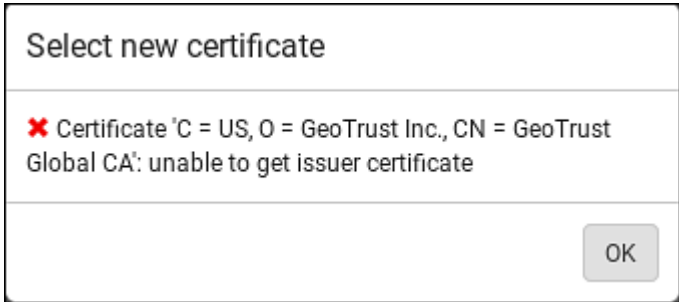 Select new certificate
✖ Certificate 'C = US, O = GeoTrust Inc., CN = GeoTrust
Global CA': unable to get issuer certificate
OK